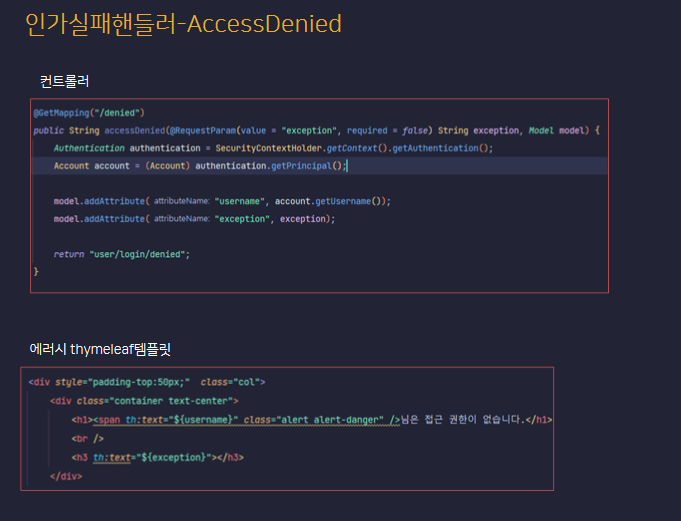 인가실패핸들러-AccessDenied
컨트롤러
@GetMapping("/denied")
public String accessDenied(@RequestParam(value = "exception", required = false) String exception, Model model) {
Authentication authentication = SecurityContextHolder.getContext().getAuthentication();
Account account = (Account) authentication.getPrincipal();
model.addAttribute( attributeName: "username", account.getUsername());
model.addAttribute( attributeName: "exception", exception);
return "user/login/denied";
}
에러시 thymeleaf템플릿
<div style="padding-top:50px;" class="col">
<div class="container text-center">
<h1><span th:text="${username}" class="alert alert-danger" />님은 접근 권한이 없습니다.</h1>
<br />
<h3 th:text="${exception}"></h3>
</div>